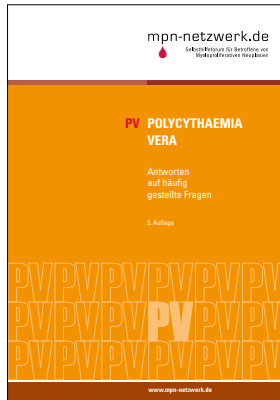 mpn-netzwerk.de
Selbsthilfeforum für Betroffene von
Myeloproliferativen Neoplasien
PV POLYCYTHAEMIA
VERA
Antworten
auf häufig
gestellte Fragen
5. Auflage
PVPVPVPVPVPV
PVPVPVPVPVPV
PVPVPVPVPVPV
www.mpn-netzwerk.de